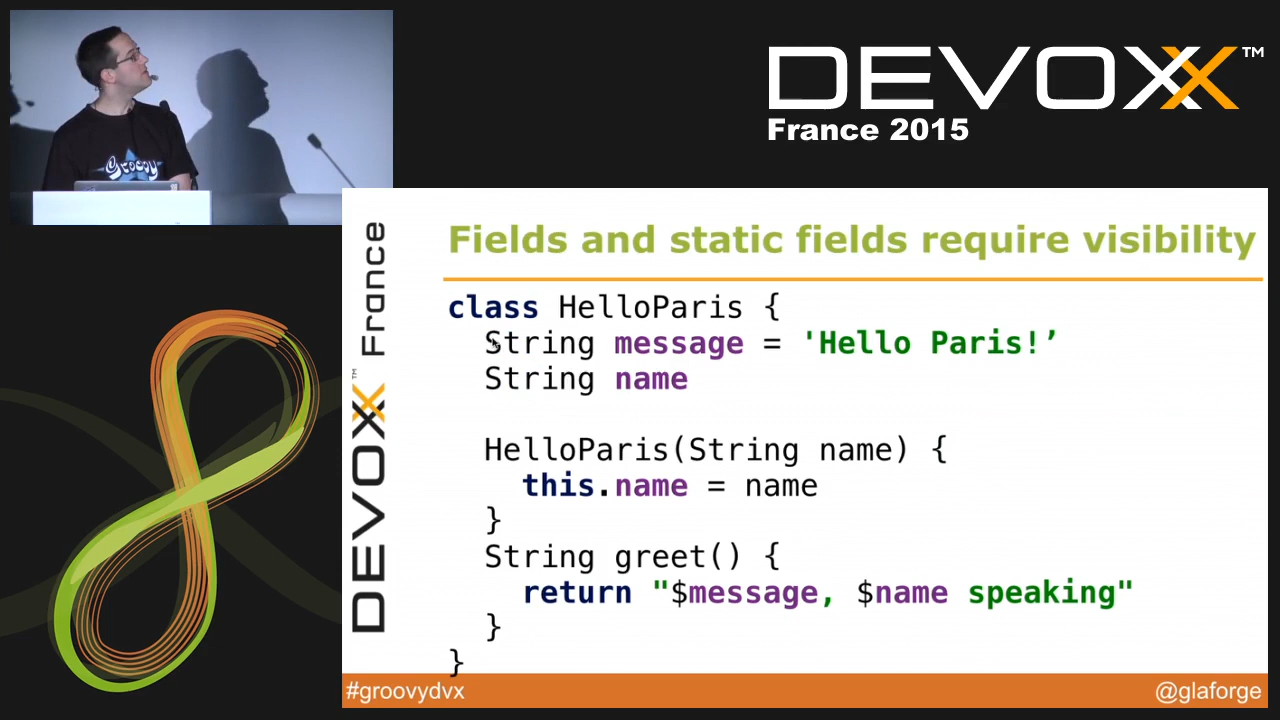 DEVOXX™
France 2015
Groovy
DEVOXX™ France
Fields and static fields require visibility
class HelloParis {
String message = 'Hello Paris!’
String name
HelloParis(String name) {
this.name = name
}
String greet() {
return "$message, $name speaking"
}
}
#groovydvx
@glaforge